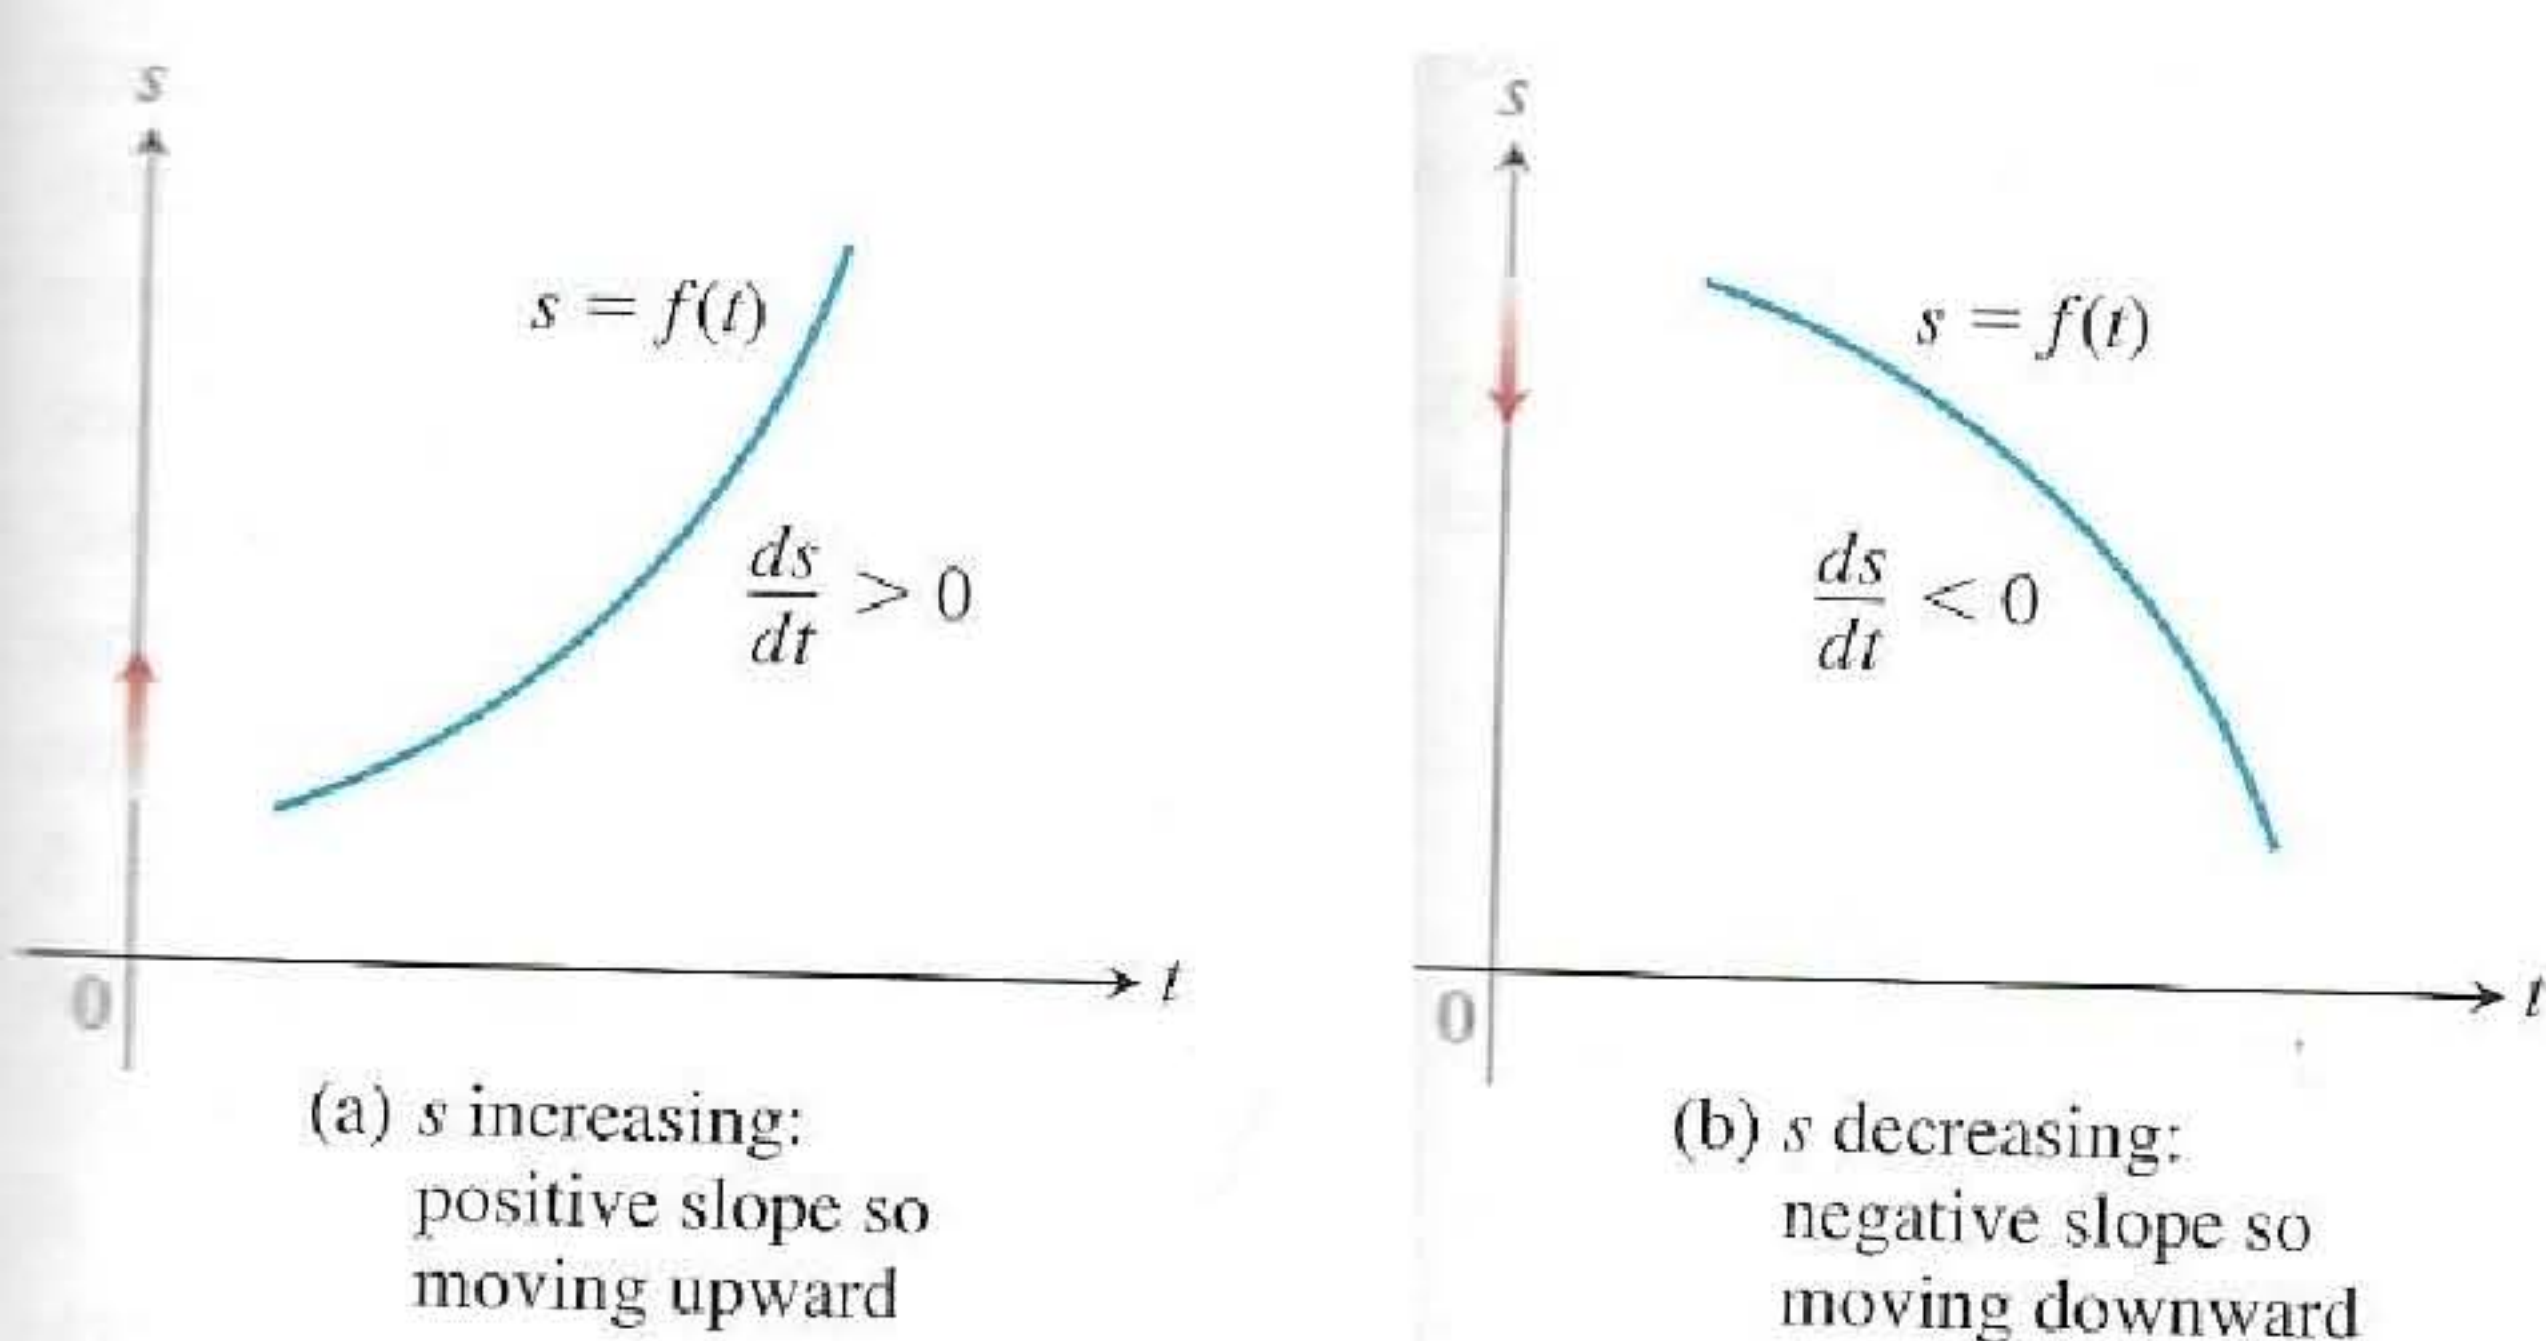 s
s = f(t)
ds/dt > 0
0
t
(a) s increasing:
positive slope so
moving upward
s
s = f(t)
ds/dt < 0
0
t
(b) s decreasing:
negative slope so
moving downward